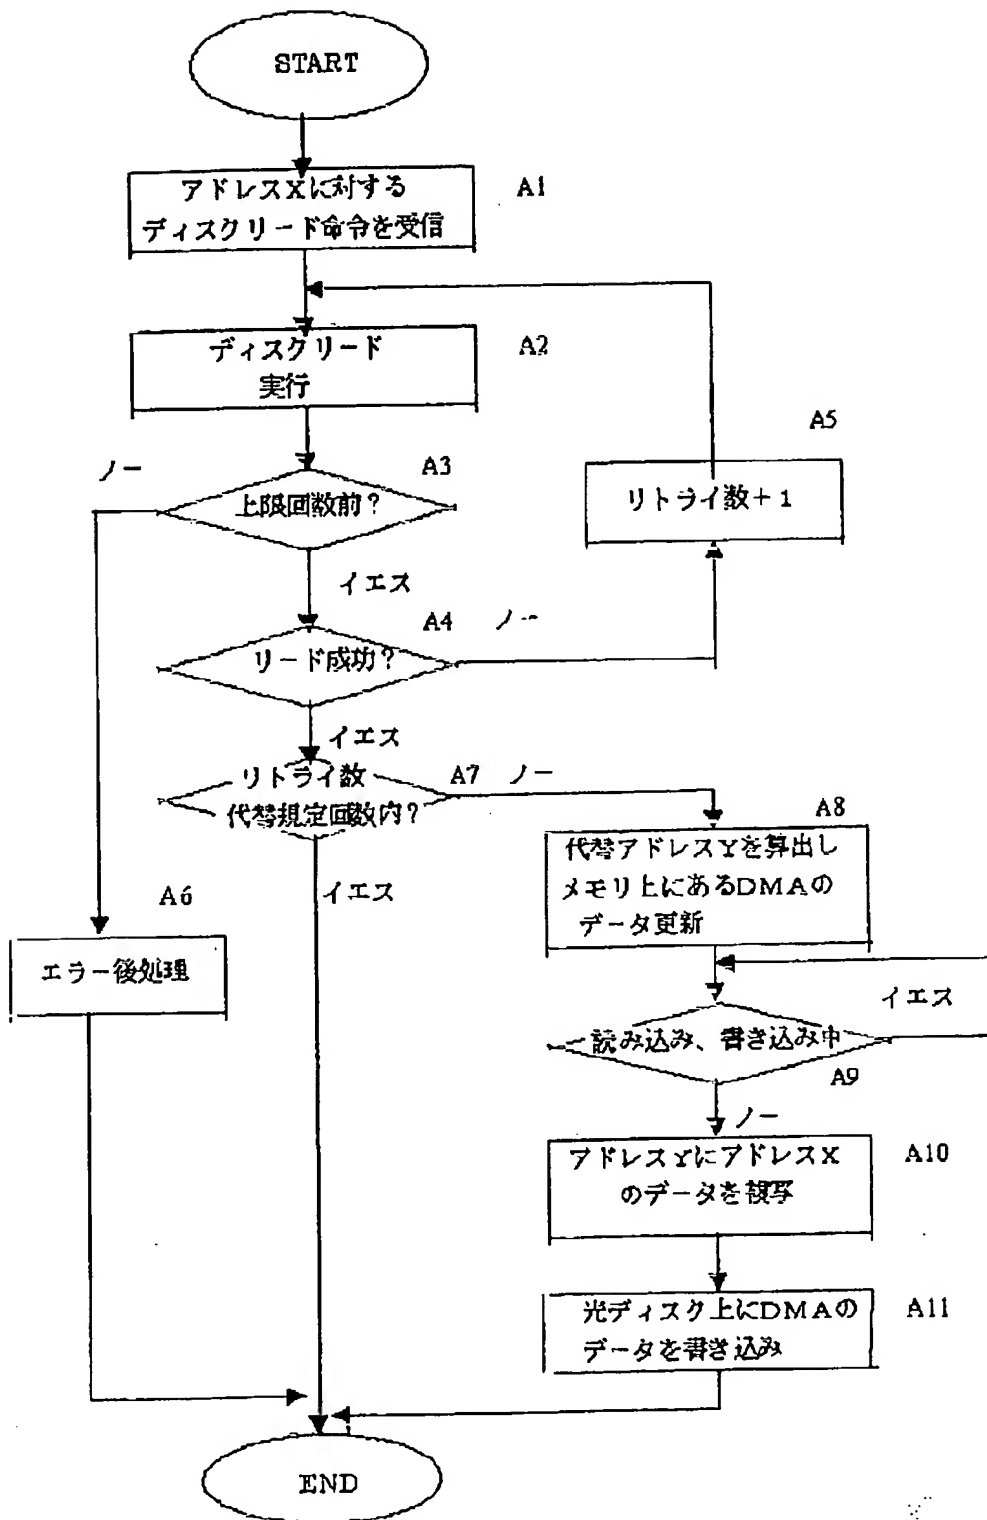 START
アドレスXに対する
ディスクリード命令を受信
A1
ディスクリード
実行
A2
A5
リトライ数+1
ノー
A3
上限回数前?
イエス
A4
ノー
リード成功?
イエス
リトライ数
代替規定回数内?
A7
ノー
A8
代替アドレスYを算出し
メモリ上にあるDMAの
データ更新
イエス
A6
エラー後処理
イエス
読み込み、書き込み中
A9
ノー
アドレスYにアドレスX
のデータを複写
A10
光ディスク上にDMAの
データを書き込み
A11
END